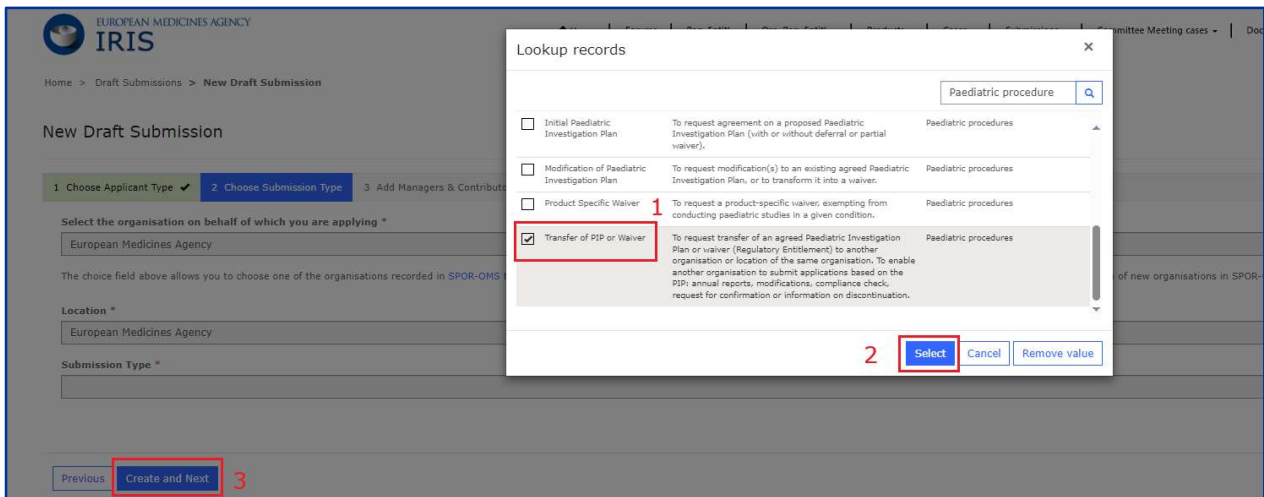 EUROPEAN MEDICINES AGENCY
IRIS
Home > Draft Submissions > New Draft Submission
mittee Meeting cases
Lookup records
×
Paediatric procedure
New Draft Submission
1 Choose Applicant Type ✔ 2 Choose Submission Type 3 Add Managers & Contributo
Select the organisation on behalf of which you are applying *
European Medicines Agency
The choice field above allows you to choose one of the organisations recorded in SPOR-OMS
of new organisations in SPOR-
Location *
European Medicines Agency
Submission Type *
Initial Paediatric Investigation Plan
To request agreement on a proposed Paediatric
Investigation Plan (with or without deferral or partial
waiver).
Paediatric procedures
Modification of Paediatric
Investigation Plan
To request modification(s) to an existing agreed Paediatric
Investigation Plan, or to transform it into a waiver.
Paediatric procedures
Product Specific Waiver
To request a product-specific waiver, exempting from
conducting paediatric studies in a given condition.
Paediatric procedures
1
Transfer of PIP or Waiver
To request transfer of an agreed Paediatric Investigation
Plan or waiver (Regulatory Entitlement) to another
organisation or location of the same organisation. To enable
another organisation to submit applications based on the
PIP: annual reports, modifications, compliance check,
request for confirmation or information on discontinuation.
Paediatric procedures
2
Select Cancel Remove value
Previous Create and Next 3